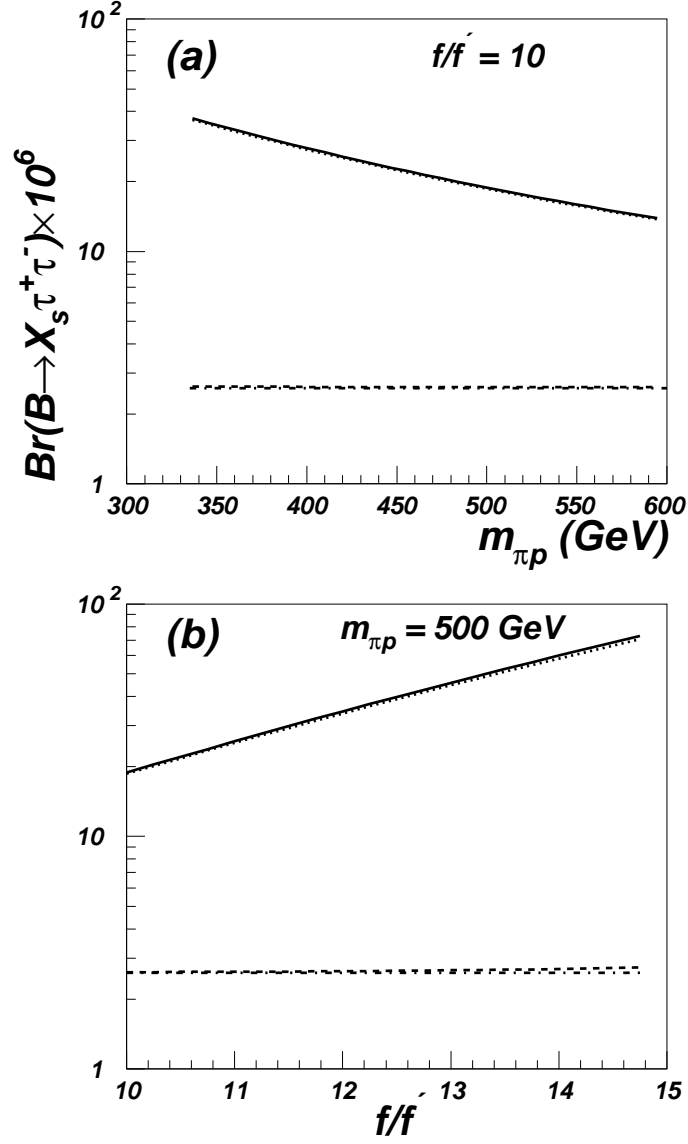 10²
(a)
f/f´ = 10
10
1
300 350 400 450 500 550 600
m_πp (GeV)
Br(B→X_s τ⁺τ⁻)×10⁶
10²
(b)
m_πp = 500 GeV
10
1
10 11 12 13 14 15
f/f´